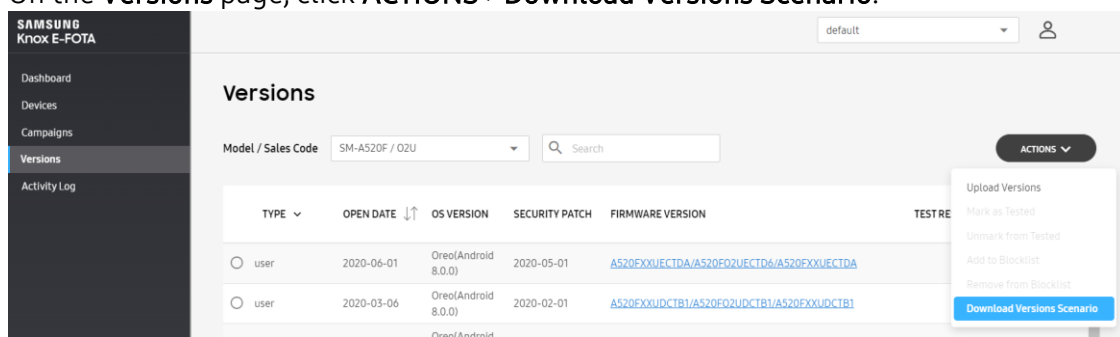 On the Versions page, click ACTIONS > Download Versions Scenario.
SAMSUNG
Knox E-FOTA
default
Dashboard
Devices
Campaigns
Versions
Activity Log
Versions
Model / Sales Code
SM-A520F / O2U
Search
ACTIONS
Upload Versions
Mark as Tested
Unmark from Tested
Add to Blocklist
Remove from Blocklist
Download Versions Scenario
TYPE OPEN DATE OS VERSION SECURITY PATCH FIRMWARE VERSION TEST RE
user 2020-06-01 Oreo(Android 8.0.0) 2020-05-01 A520FXXUECTDA/A520FO2UECTD6/A520FXXUECTDA
user 2020-03-06 Oreo(Android 8.0.0) 2020-02-01 A520FXXUDCTB1/A520FO2UDCTB1/A520FXXUDCTB1
Oreo(Android